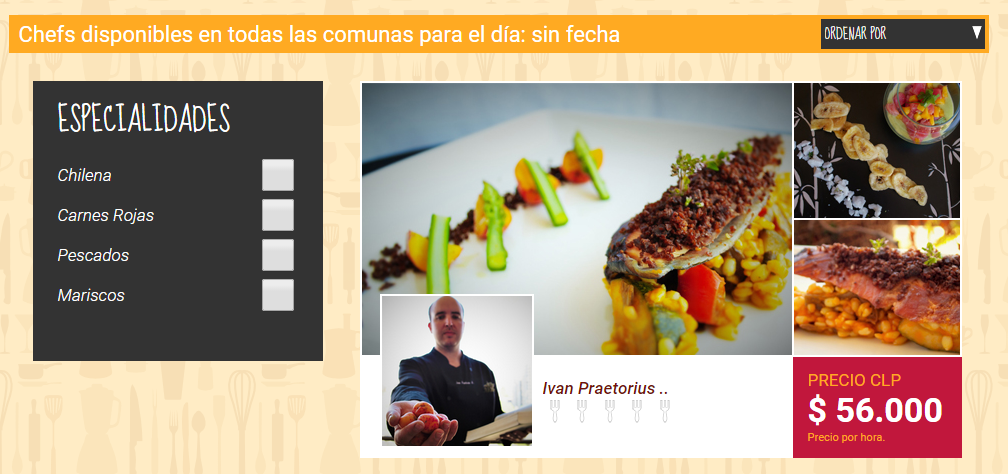 Chefs disponibles en todas las comunas para el día: sin fecha
ORDENAR POR
ESPECIALIDADES
Chilena
Carnes Rojas
Pescados
Mariscos
Ivan Praetorius ..
PRECIO CLP
$ 56.000
Precio por hora.